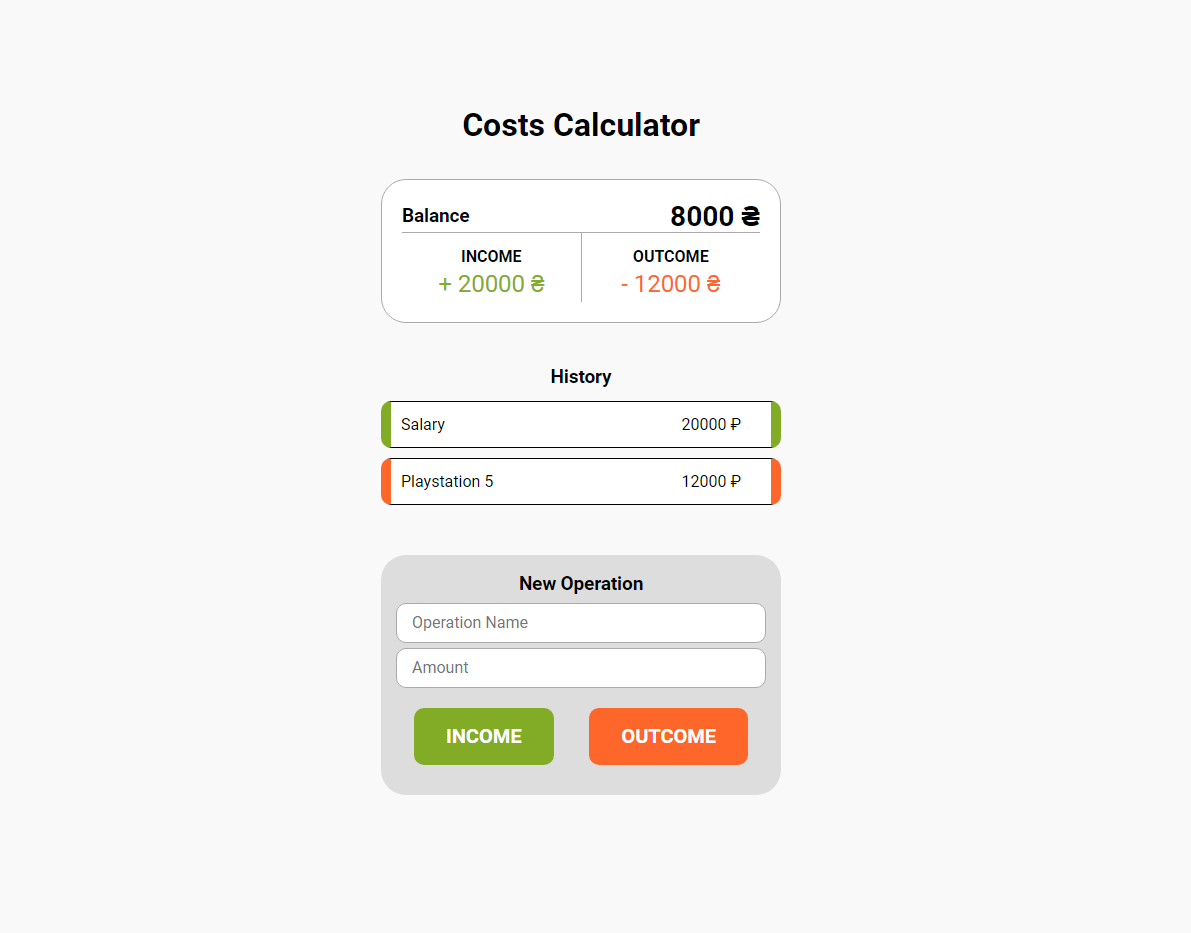 Costs Calculator
Balance 8000 ₴
INCOME OUTCOME
+ 20000 ₴ - 12000 ₴
History
Salary 20000 ₽
Playstation 5 12000 ₽
New Operation
Operation Name
Amount
INCOME OUTCOME